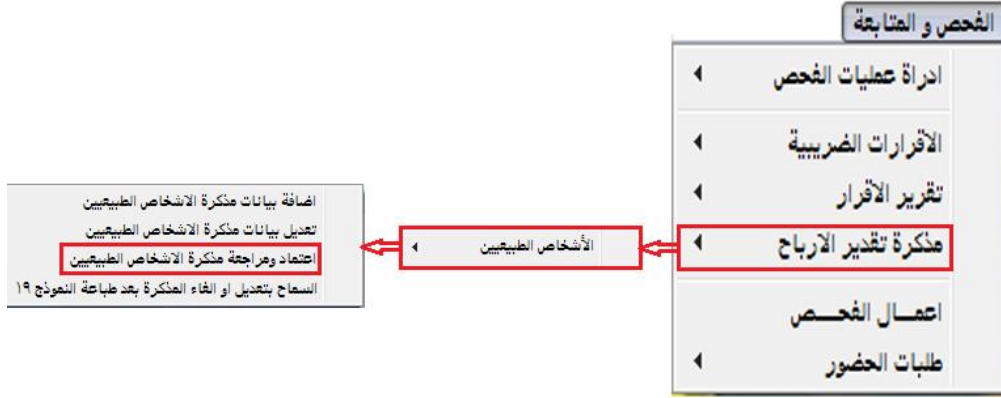 الفحص و المتابعة
ادراة عمليات الفحص
الاقرارات الضريبية
تقرير الاقرار
مذكرة تقدير الارباح
اعمــال الفحــص
طلبات الحضور
الأشخاص الطبيعيين
اضافة بيانات مذكرة الاشخاص الطبيعيين
تعديل بيانات مذكرة الاشخاص الطبيعيين
اعتماد ومراجعة مذكرة الاشخاص الطبيعيين
السماح بتعديل او الغاء المذكرة بعد طباعة النموذج ١٩